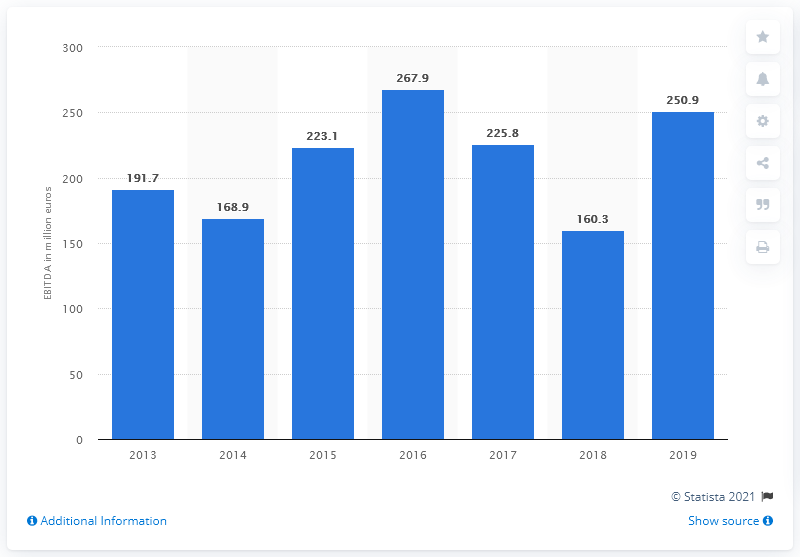 300
250
200
150
100
50
0
EBITDA in million euros
191.7
168.9
223.1
267.9
225.8
160.3
250.9
2013 2014 2015 2016 2017 2018 2019
© Statista 2021
Additional Information
Show source